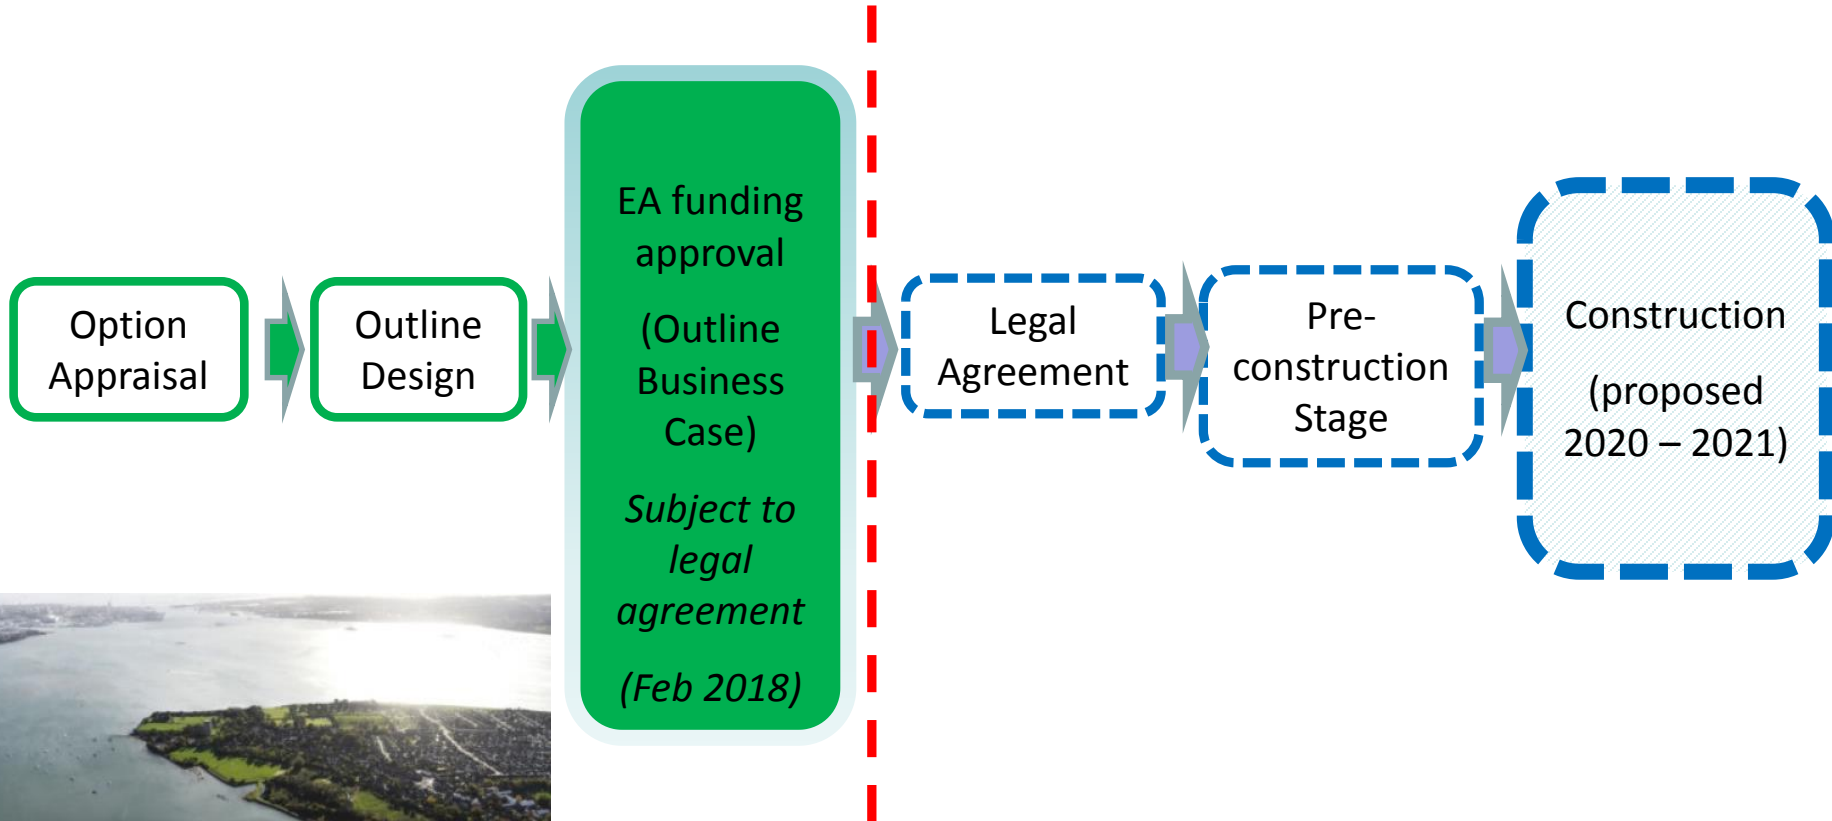 Option
Appraisal
Outline
Design
EA funding
approval
(Outline
Business
Case)
Subject to
legal
agreement
(Feb 2018)
Legal
Agreement
Pre-
construction
Stage
Construction
(proposed
2020 – 2021)